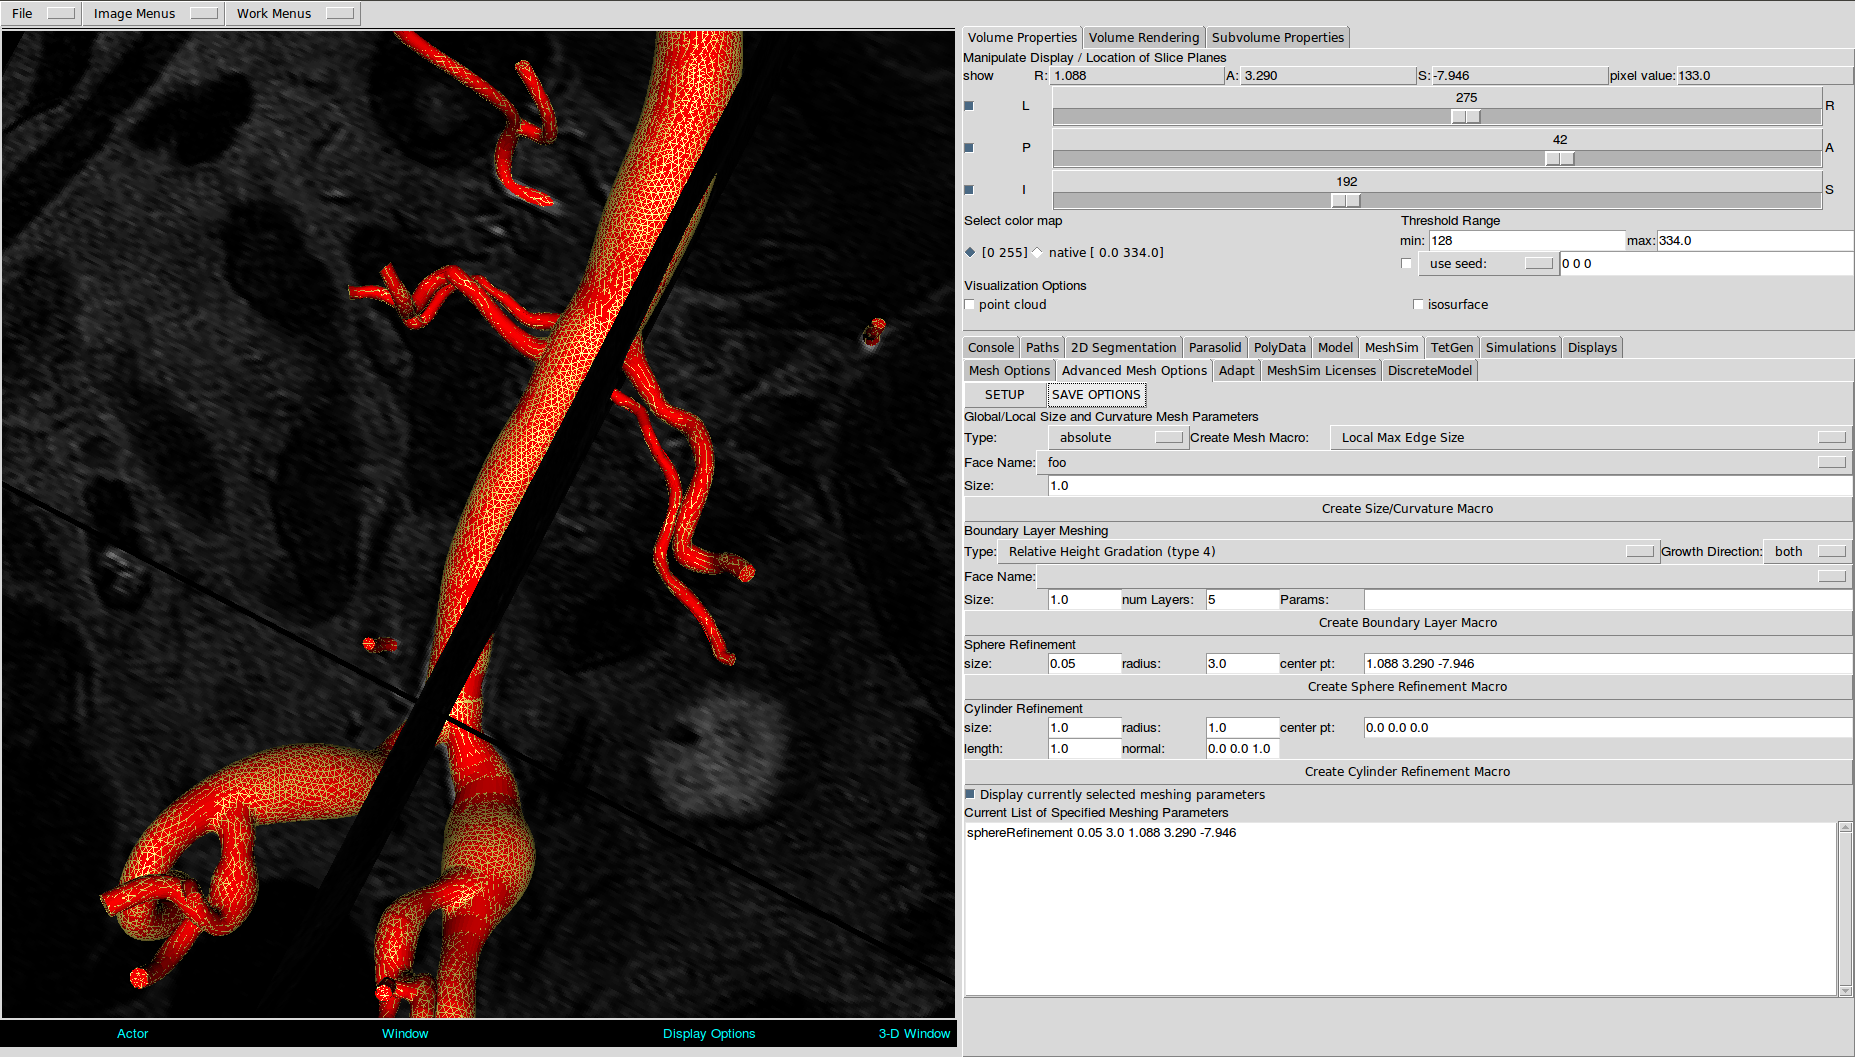 File Image Menus Work Menus
Volume Properties Volume Rendering Subvolume Properties
Manipulate Display / Location of Slice Planes
show R: 1.088 A: 3.290 S: -7.946 pixel value: 133.0
275
L R
42
P A
192
I S
Select color map Threshold Range
min: 128 max: 334.0
[0 255] native [ 0.0 334.0]
use seed: 0 0 0
Visualization Options
point cloud isosurface
Console Paths 2D Segmentation Parasolid PolyData Model MeshSim TetGen Simulations Displays
Mesh Options Advanced Mesh Options Adapt MeshSim Licenses DiscreteModel
SETUP SAVE OPTIONS
Global/Local Size and Curvature Mesh Parameters
Type: absolute Create Mesh Macro: Local Max Edge Size
Face Name: foo
Size: 1.0
Create Size/Curvature Macro
Boundary Layer Meshing
Type: Relative Height Gradation (type 4) Growth Direction: both
Face Name:
Size: 1.0 num Layers: 5 Params:
Create Boundary Layer Macro
Sphere Refinement
size: 0.05 radius: 3.0 center pt: 1.088 3.290 -7.946
Create Sphere Refinement Macro
Cylinder Refinement
size: 1.0 radius: 1.0 center pt: 0.0 0.0 0.0
length: 1.0 normal: 0.0 0.0 1.0
Create Cylinder Refinement Macro
Display currently selected meshing parameters
Current List of Specified Meshing Parameters
sphereRefinement 0.05 3.0 1.088 3.290 -7.946
Actor Window Display Options 3-D Window